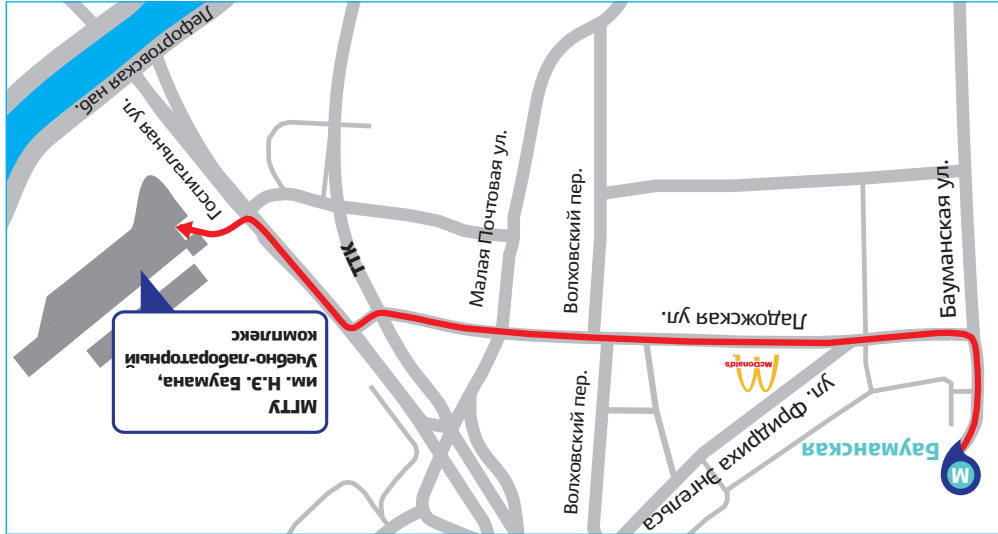 М
Бауманская
ул. Фридриха Энгельса
Волховский пер.
МГТУ
им. Н.Э. Баумана,
Учебно-лабораторный
комплекс
McDonald's
Ладожская ул.
Бауманская ул.
Волховский пер.
Малая Почтовая ул.
ТТК
Госпитальная ул.
Лефортовская наб.